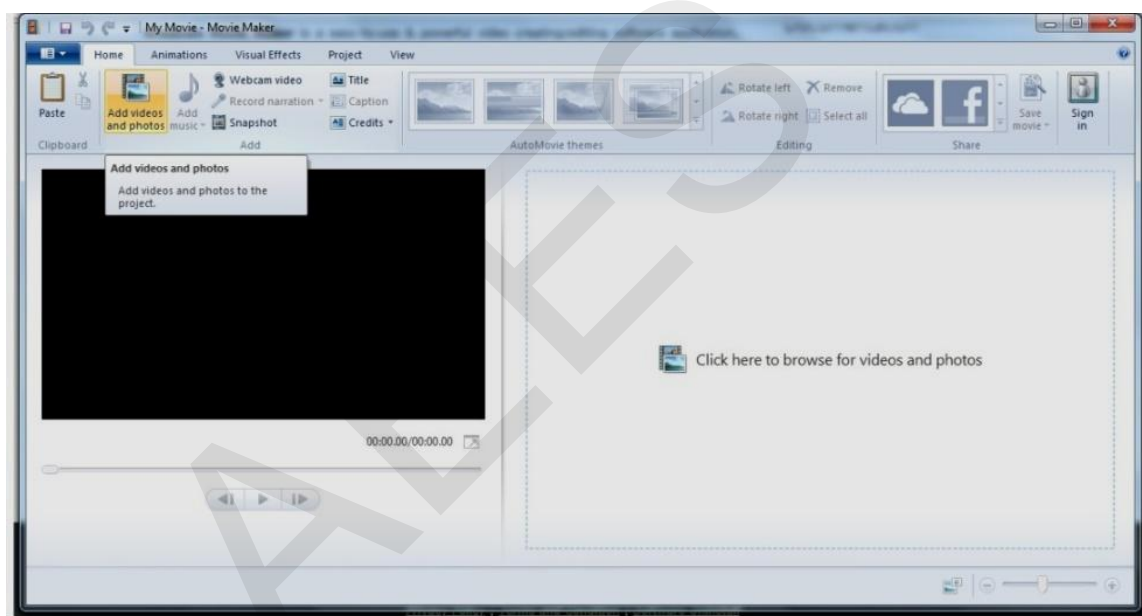 My Movie - Movie Maker
Home Animations Visual Effects Project View
Paste
Add videos and photos
Add music
Webcam video
Record narration
Snapshot
Title
Caption
Credits
Rotate left
Rotate right
Remove
Select all
Save movie
Sign in
Clipboard Add AutoMovie themes Editing Share
Add videos and photos
Add videos and photos to the
project.
Click here to browse for videos and photos
00:00.00/00:00.00